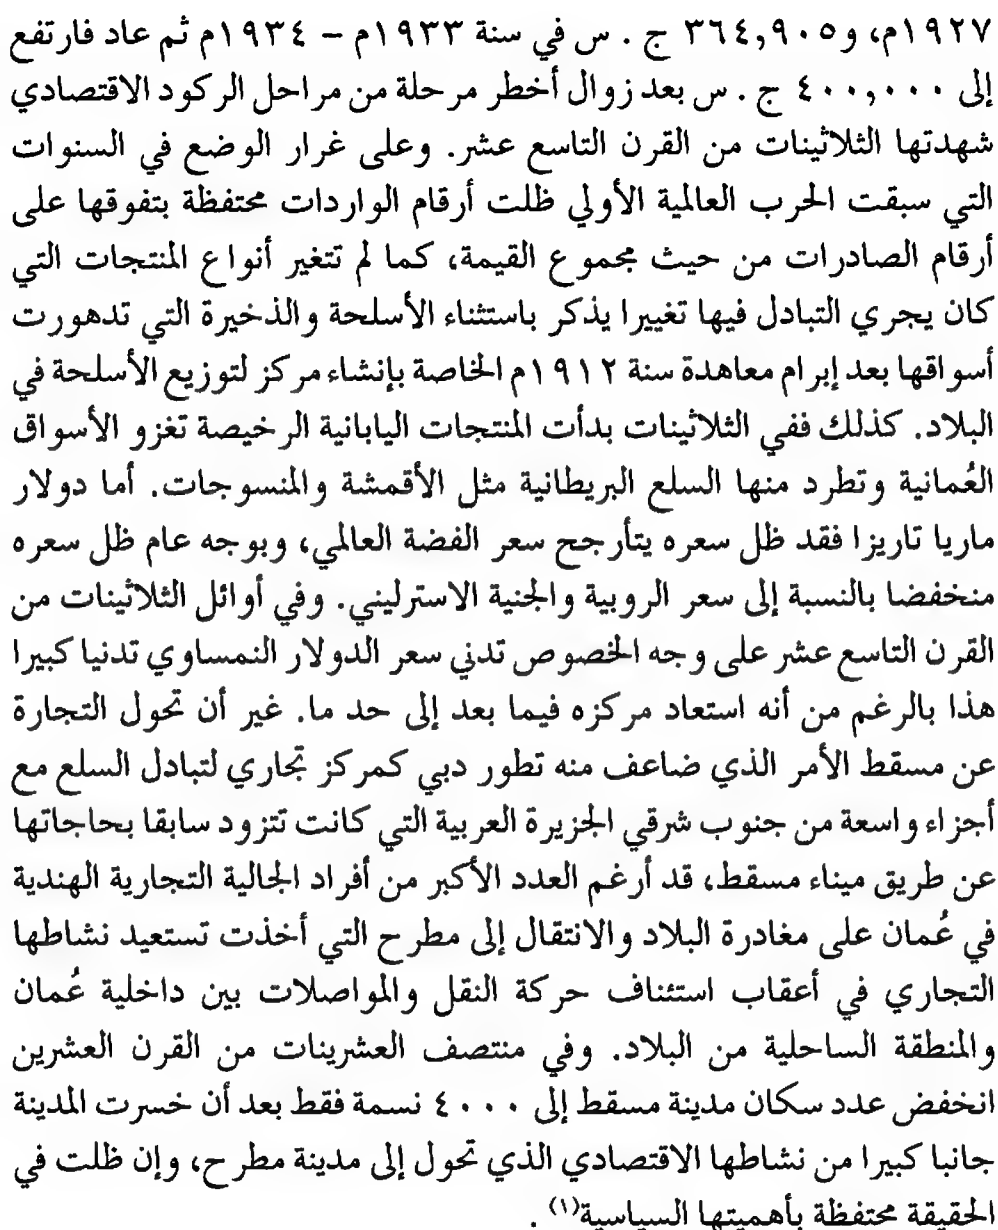 ١٩٢٧م، و٣٦٤,٩٠٥ ج . س في سنة ١٩٣٣م – ١٩٣٤م ثم عاد فارتفع
إلى ٤٠٠,٠٠٠ ج . س بعد زوال أخطر مرحلة من مراحل الركود الاقتصادي
شهدتها الثلاثينات من القرن التاسع عشر. وعلى غرار الوضع في السنوات
التي سبقت الحرب العالمية الأولي ظلت أرقام الواردات محتفظة بتفوقها على
أرقام الصادرات من حيث مجموع القيمة، كما لم تتغير أنواع المنتجات التي
كان يجري التبادل فيها تغييرا يذكر باستثناء الأسلحة والذخيرة التي تدهورت
أسواقها بعد إبرام معاهدة سنة ١٩١٢م الخاصة بإنشاء مركز لتوزيع الأسلحة في
البلاد. كذلك ففي الثلاثينات بدأت المنتجات اليابانية الرخيصة تغزو الأسواق
العُمانية وتطرد منها السلع البريطانية مثل الأقمشة والمنسوجات. أما دولار
ماريا تاريزا فقد ظل سعره يتأرجح سعر الفضة العالمي، وبوجه عام ظل سعره
منخفضا بالنسبة إلى سعر الروبية والجنية الاسترليني. وفي أوائل الثلاثينات من
القرن التاسع عشر على وجه الخصوص تدني سعر الدولار النمساوي تدنيا كبيرا
هذا بالرغم من أنه استعاد مركزه فيما بعد إلى حد ما. غير أن تحول التجارة
عن مسقط الأمر الذي ضاعف منه تطور دبي كمركز تجاري لتبادل السلع مع
أجزاء واسعة من جنوب شرقي الجزيرة العربية التي كانت تتزود سابقا بحاجاتها
عن طريق ميناء مسقط، قد أرغم العدد الأكبر من أفراد الجالية التجارية الهندية
في عُمان على مغادرة البلاد والانتقال إلى مطرح التي أخذت تستعيد نشاطها
التجاري في أعقاب استئناف حركة النقل والمواصلات بين داخلية عُمان
والمنطقة الساحلية من البلاد. وفي منتصف العشرينات من القرن العشرين
انخفض عدد سكان مدينة مسقط إلى ٤٠٠٠ نسمة فقط بعد أن خسرت المدينة
جانبا كبيرا من نشاطها الاقتصادي الذي تحول إلى مدينة مطرح، وإن ظلت في
الحقيقة محتفظة بأهميتها السياسية(١) .